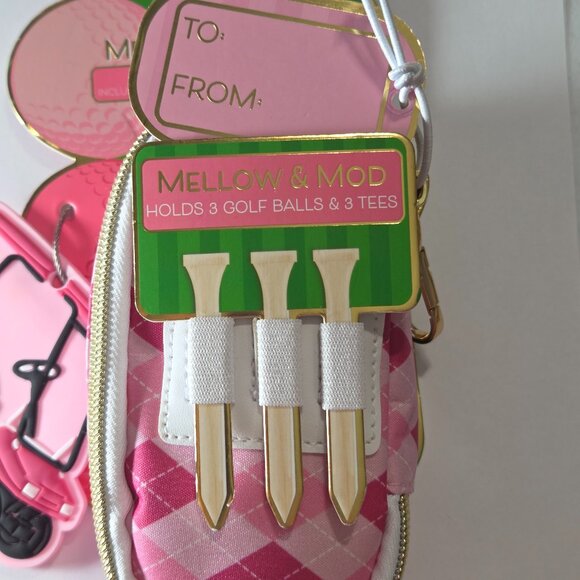 TO:
FROM:
MELLOW & MOD
HOLDS 3 GOLF BALLS & 3 TEES